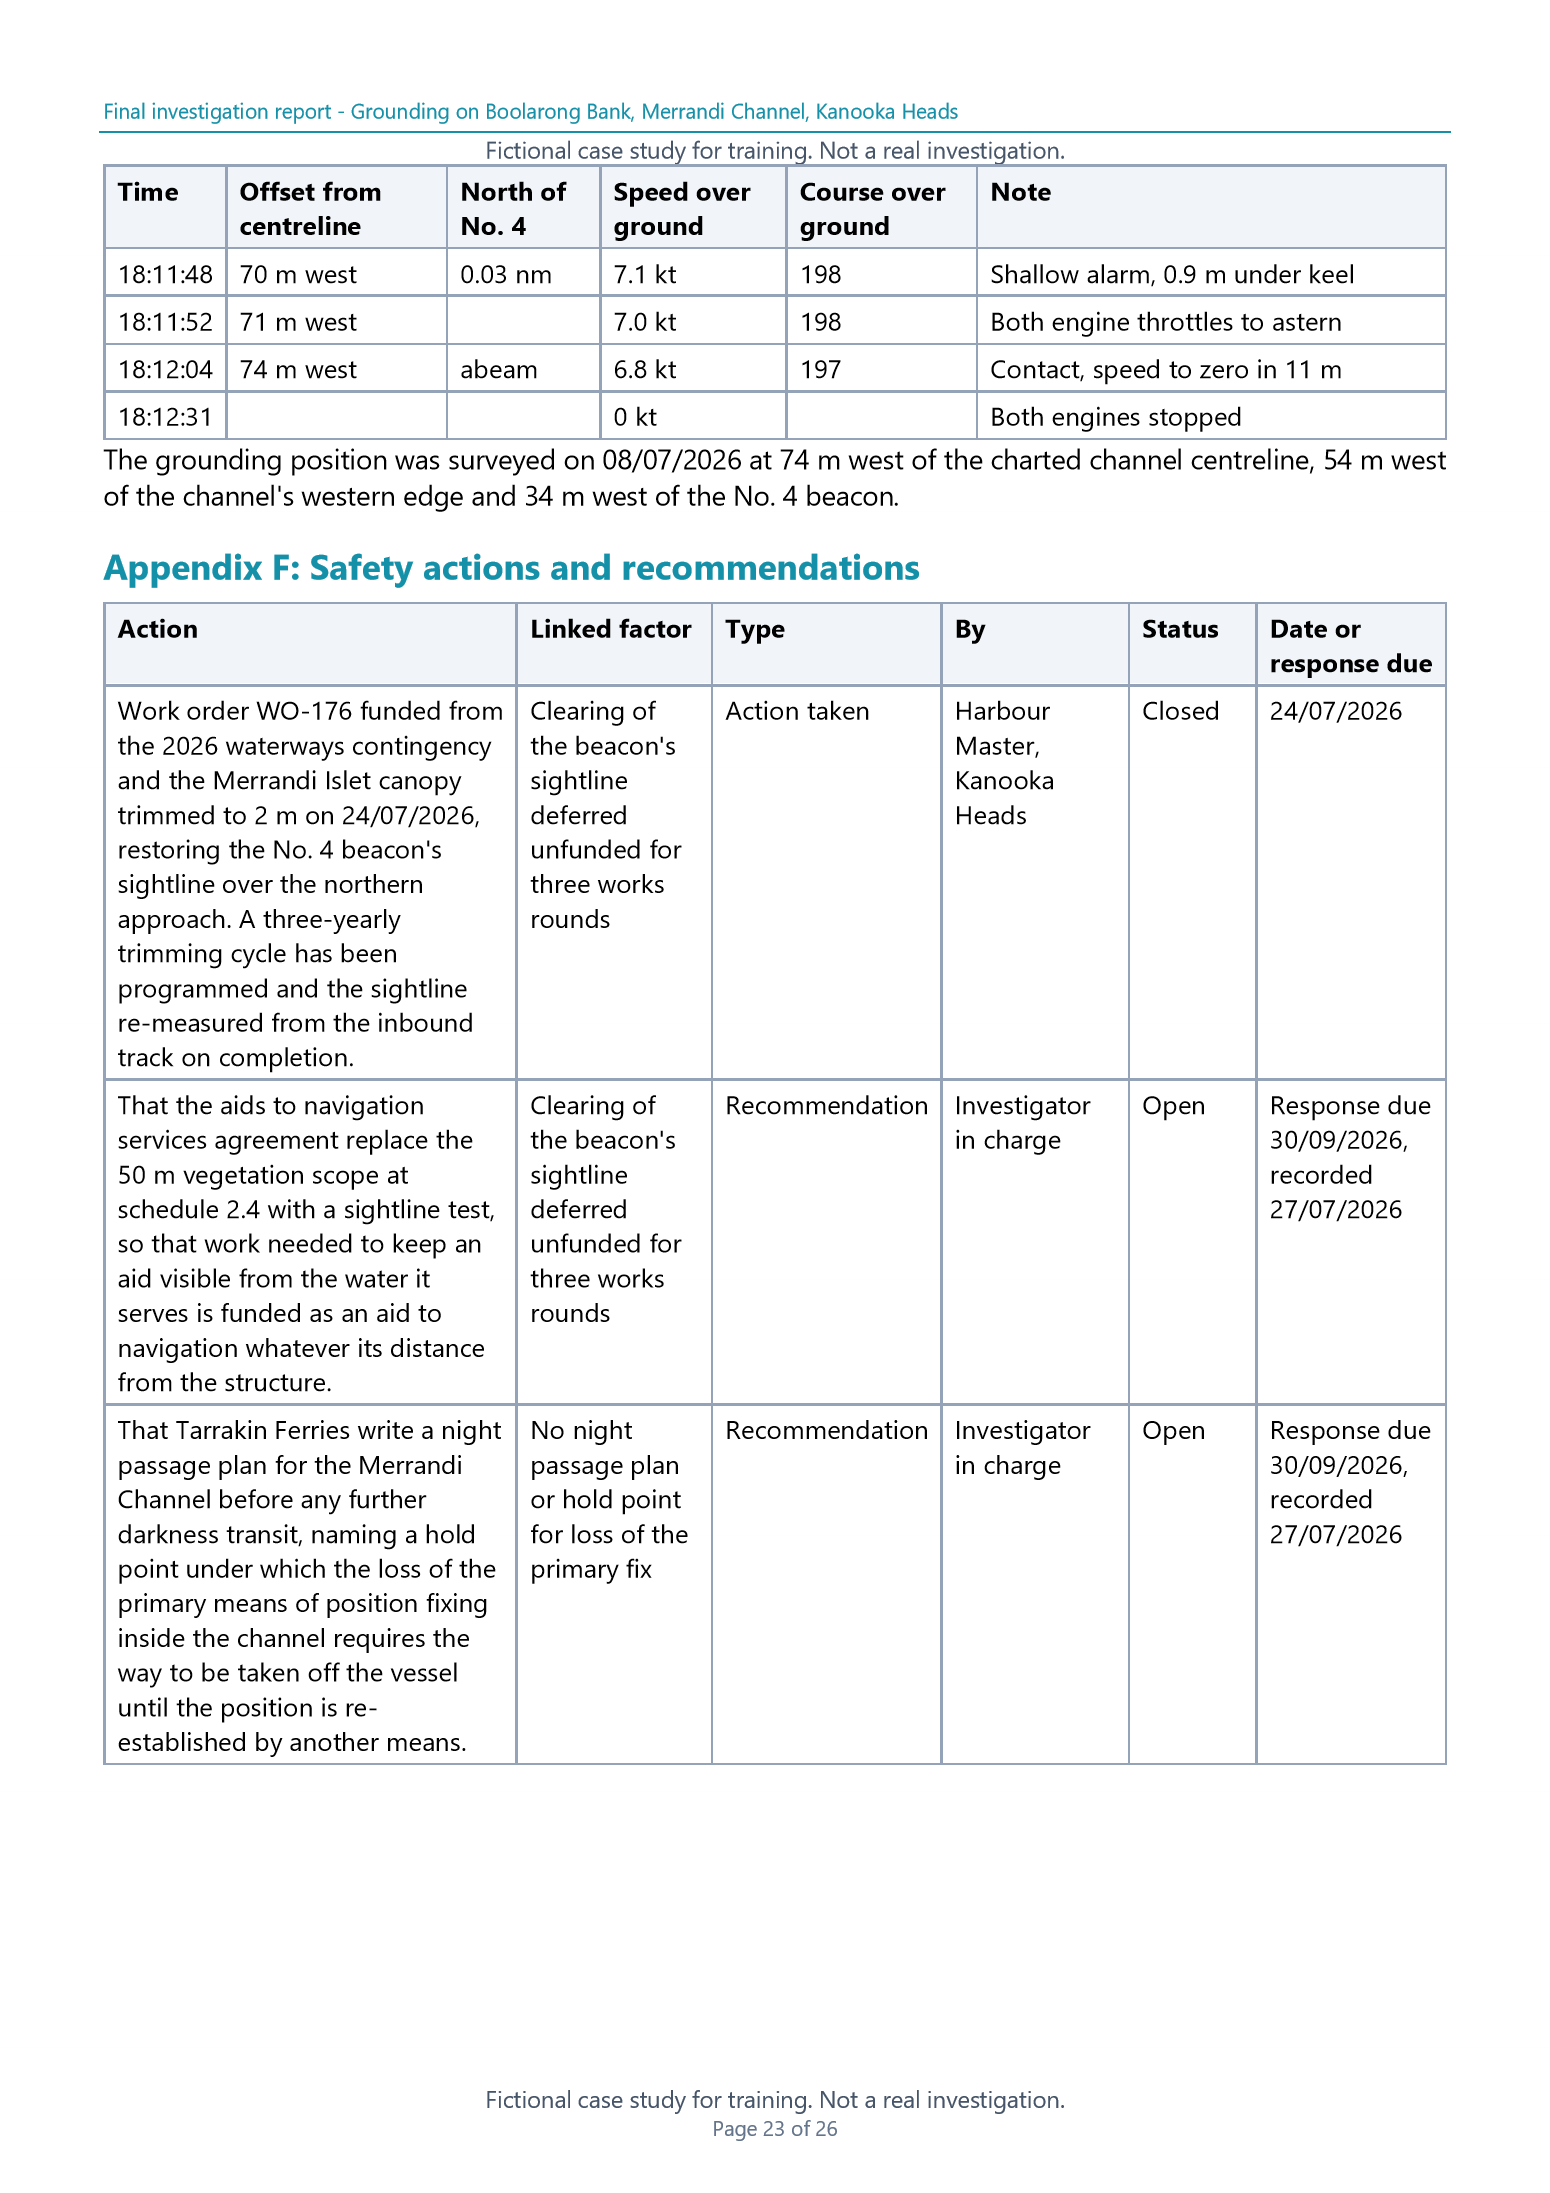 Final investigation report - Grounding on Boolarong Bank, Merrandi Channel, Kanooka Heads
Fictional case study for training. Not a real investigation.
Time
Offset from
centreline
North of
No. 4
Speed over
ground
Course over
ground
Note
18:11:48 70 m west 0.03 nm 7.1 kt 198 Shallow alarm, 0.9 m under keel
18:11:52 71 m west 7.0 kt 198 Both engine throttles to astern
18:12:04 74 m west abeam 6.8 kt 197 Contact, speed to zero in 11 m
18:12:31 0 kt Both engines stopped
The grounding position was surveyed on 08/07/2026 at 74 m west of the charted channel centreline, 54 m west
of the channel's western edge and 34 m west of the No. 4 beacon.
Appendix F: Safety actions and recommendations
Action
Linked factor
Type
By
Status
Date or
response due
Work order WO-176 funded from
the 2026 waterways contingency
and the Merrandi Islet canopy
trimmed to 2 m on 24/07/2026,
restoring the No. 4 beacon's
sightline over the northern
approach. A three-yearly
trimming cycle has been
programmed and the sightline
re-measured from the inbound
track on completion.
Clearing of
the beacon's
sightline
deferred
unfunded for
three works
rounds
Action taken
Harbour
Master,
Kanooka
Heads
Closed
24/07/2026
That the aids to navigation
services agreement replace the
50 m vegetation scope at
schedule 2.4 with a sightline test,
so that work needed to keep an
aid visible from the water it
serves is funded as an aid to
navigation whatever its distance
from the structure.
Clearing of
the beacon's
sightline
deferred
unfunded for
three works
rounds
Recommendation
Investigator
in charge
Open
Response due
30/09/2026,
recorded
27/07/2026
That Tarrakin Ferries write a night
passage plan for the Merrandi
Channel before any further
darkness transit, naming a hold
point under which the loss of the
primary means of position fixing
inside the channel requires the
way to be taken off the vessel
until the position is re-
established by another means.
No night
passage plan
or hold point
for loss of the
primary fix
Recommendation
Investigator
in charge
Open
Response due
30/09/2026,
recorded
27/07/2026
Fictional case study for training. Not a real investigation.
Page 23 of 26